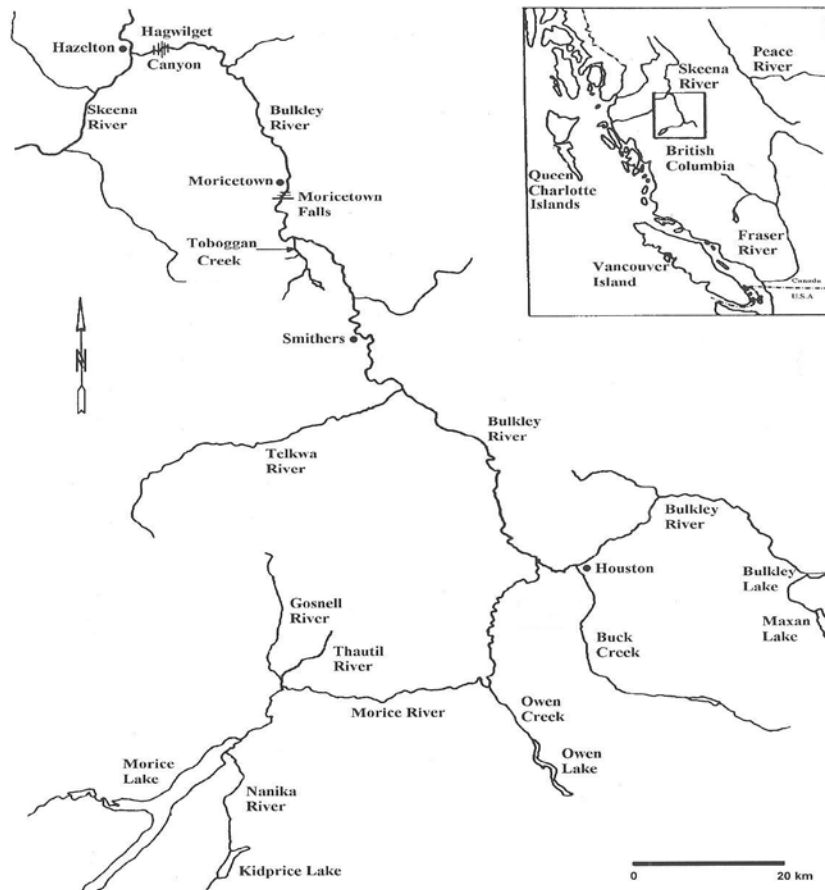 Hagwilget
Hazelton
Canyon
Skeena
River
Bulkley
River
Moricetown
Moricetown
Falls
Toboggan
Creek
N
Smithers
Telkwa
River
Bulkley
River
Bulkley
River
Houston
Bulkley
Lake
Maxan
Lake
Gosnell
River
Thautil
River
Buck
Creek
Morice River
Owen
Creek
Owen
Lake
Morice
Lake
Nanika
River
Kidprice Lake
0 20 km
Peace
River
Skeena
River
British
Columbia
Queen
Charlotte
Islands
Fraser
River
Vancouver
Island
Canada
U.S.A